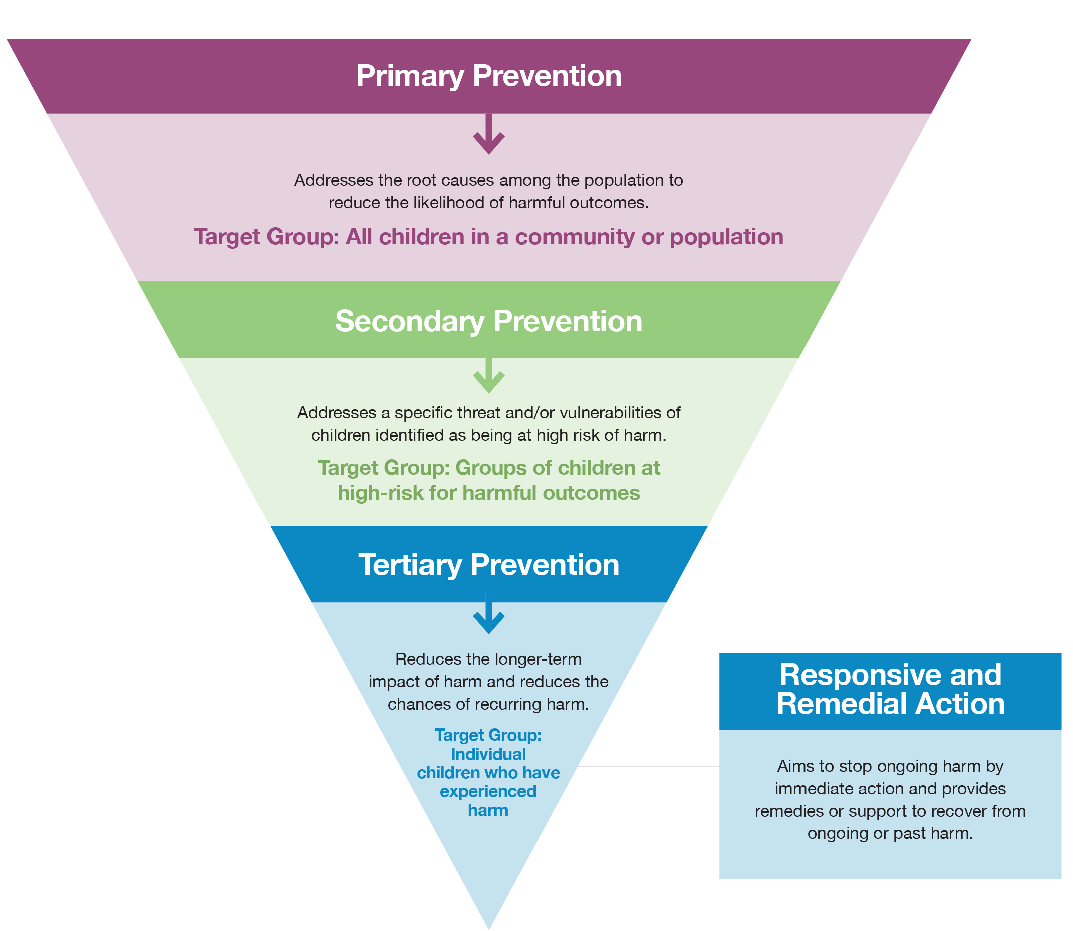 Primary Prevention
Addresses the root causes among the population to
reduce the likelihood of harmful outcomes.
Target Group: All children in a community or population
Secondary Prevention
Addresses a specific threat and/or vulnerabilities of
children identified as being at high risk of harm.
Target Group: Groups of children at
high-risk for harmful outcomes
Tertiary Prevention
Reduces the longer-term
impact of harm and reduces the
chances of recurring harm.
Target Group:
Individual
children who have
experienced
harm
Responsive and
Remedial Action
Aims to stop ongoing harm by
immediate action and provides
remedies or support to recover from
ongoing or past harm.